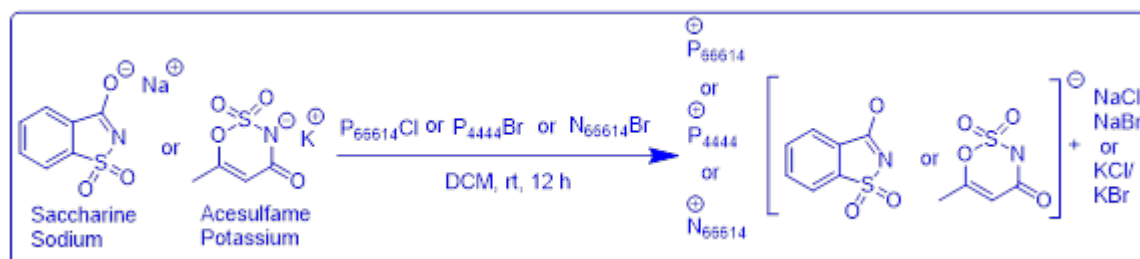 O⊖ Na⊕
N
S
O O
Saccharine
Sodium
or
O O
S
O N⊖ K⊕
O
Acesulfame
Potassium
P66614Cl or P4444Br or N66614Br
DCM, rt, 12 h
⊕
P66614
or
⊕
P4444
or
⊕
N66614
O
N
S
O O
or
O O
S
O N
O
⊖
+
NaCl/
NaBr
or
KCl/
KBr